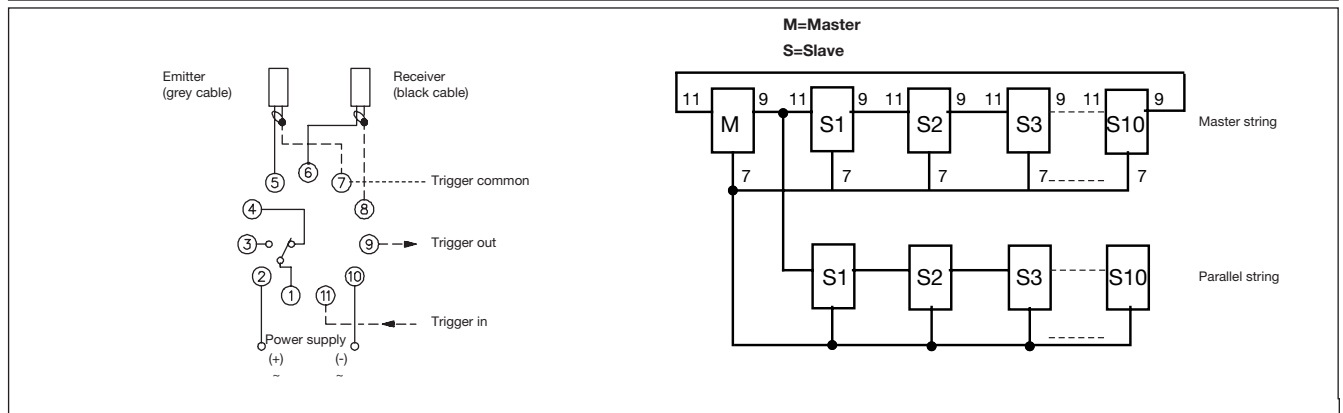 M=Master
S=Slave
Emitter
(grey cable)
Receiver
(black cable)
5
6
7
Trigger common
8
4
3
9
Trigger out
2
1
11
10
Trigger in
Power supply
(+)
(-)
~
~
11
M
9
11
S1
9
11
S2
9
11
S3
9
11
S10
9
Master string
7
7
7
7
7
S1
S2
S3
S10
Parallel string